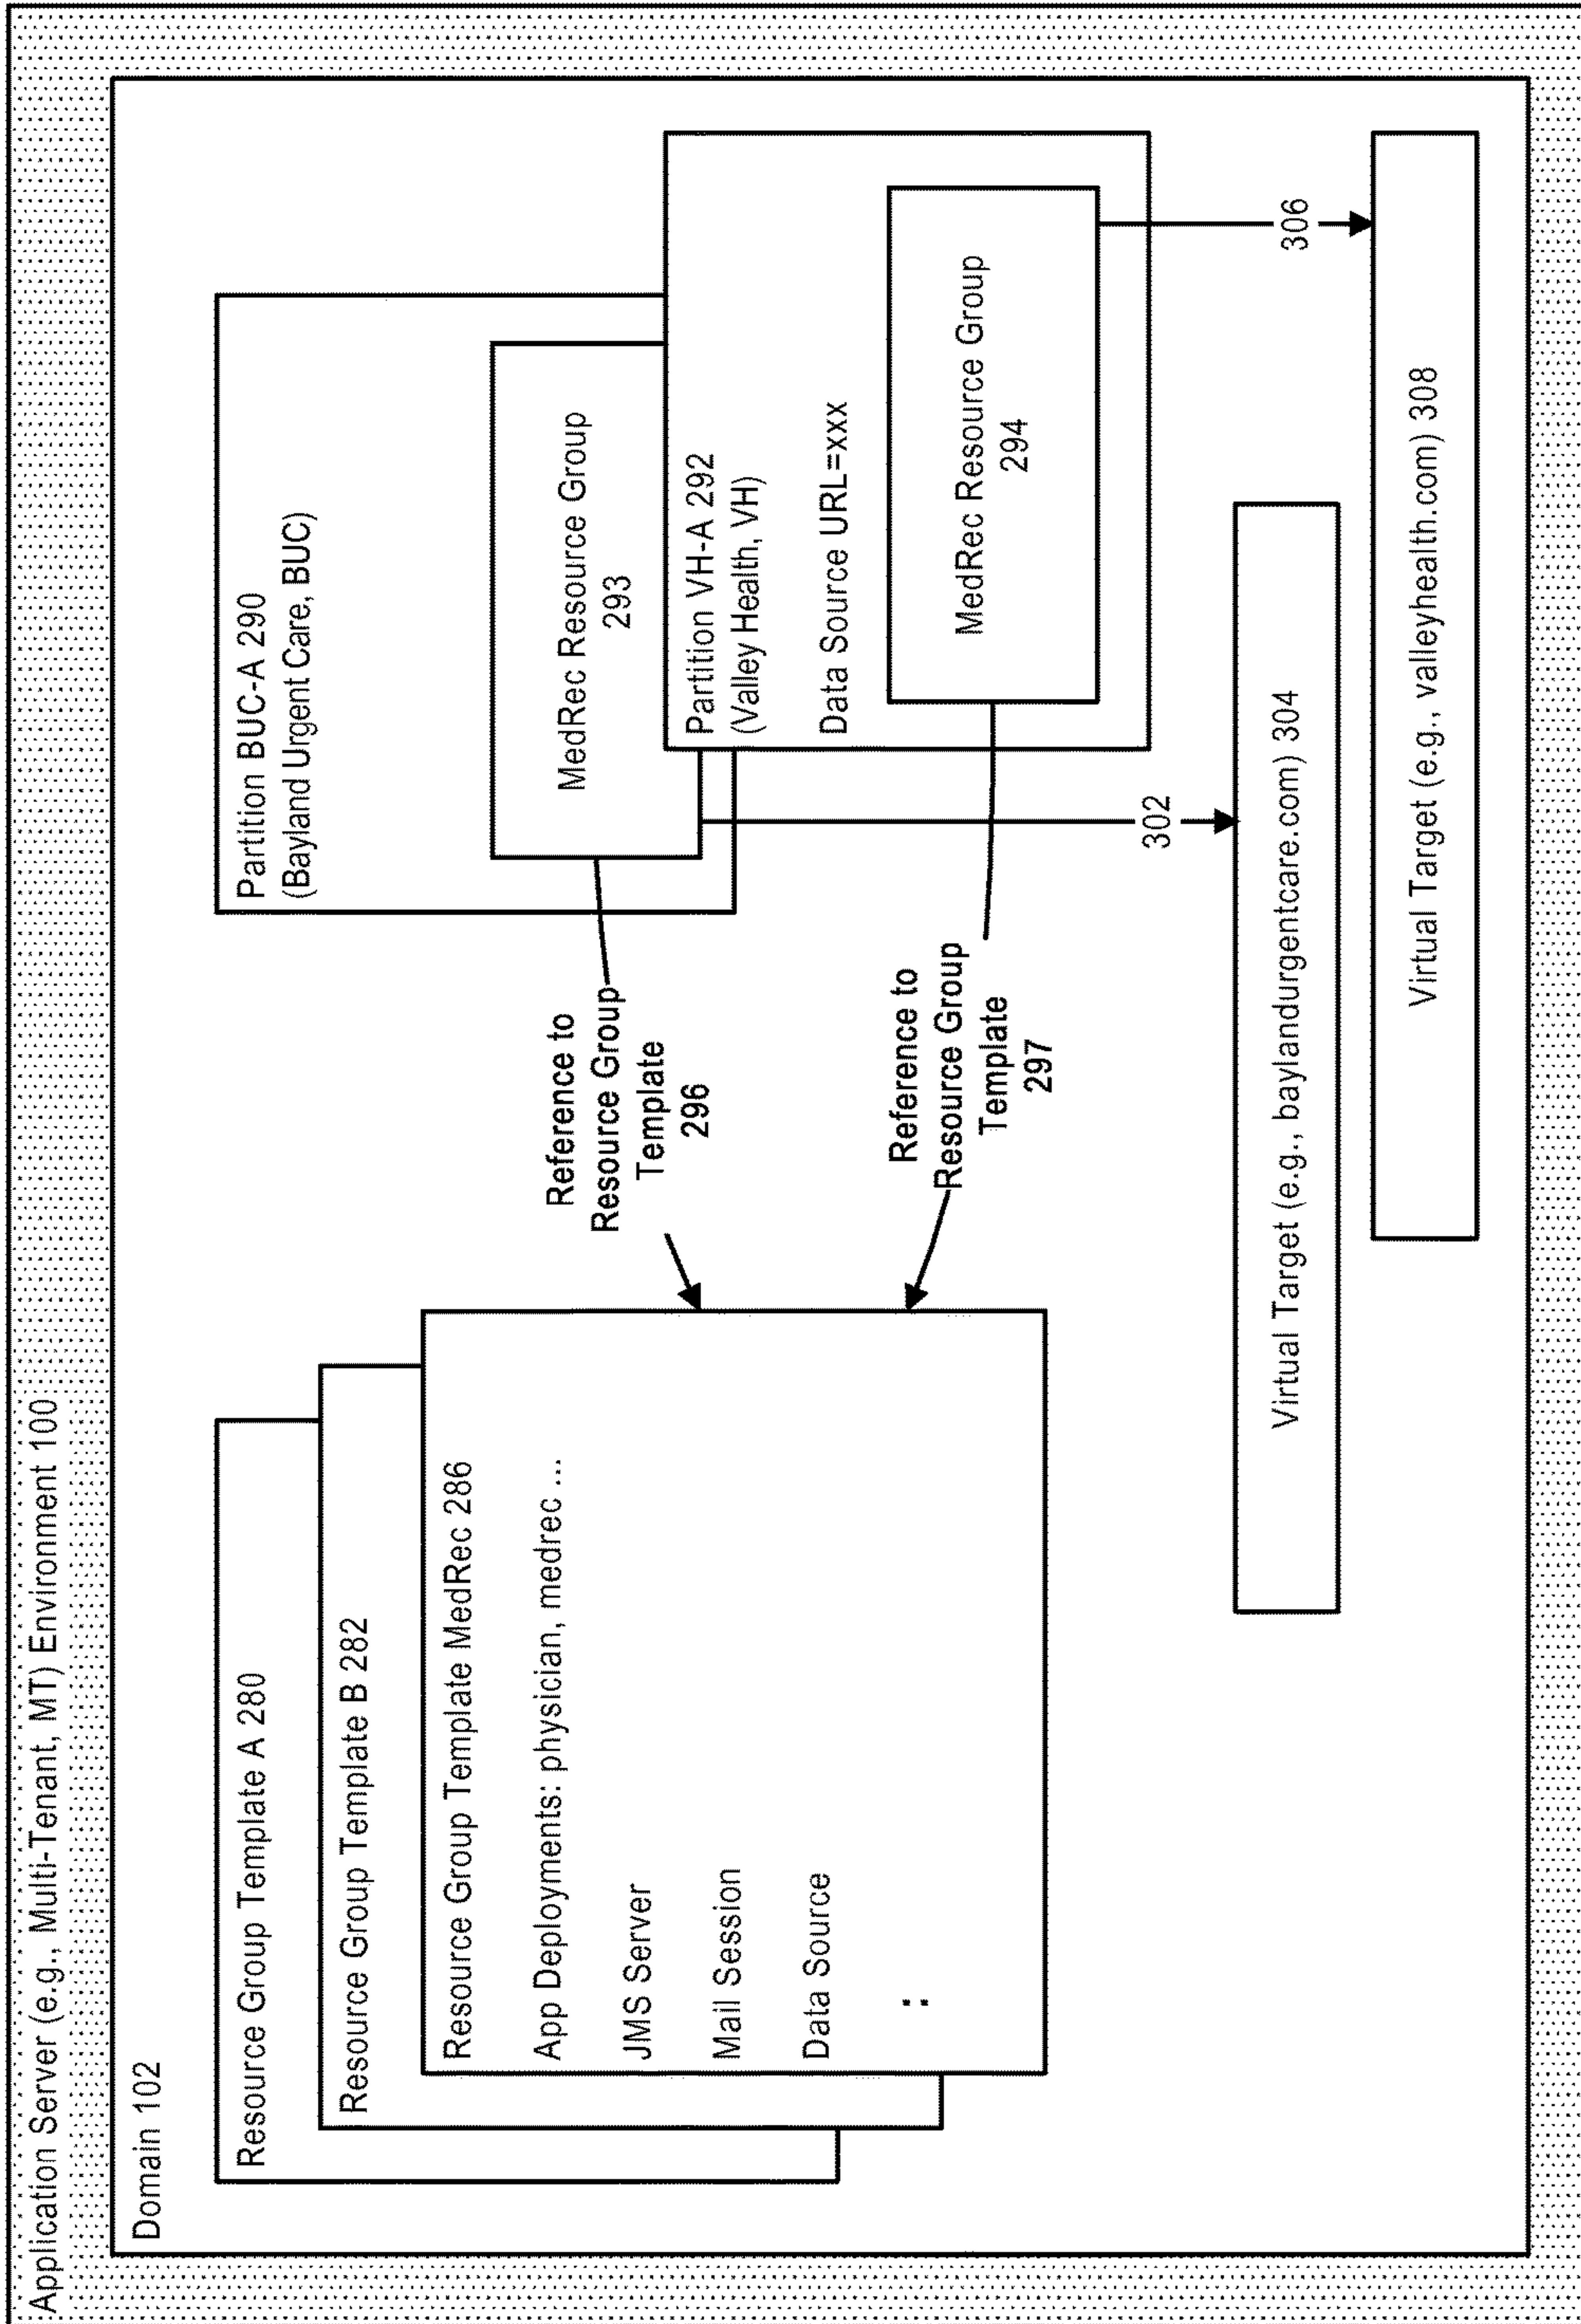 Application Server (e.g., Multi-Tenant, MT) Environment 100
Domain 102
Resource Group Template A 280
Resource Group Template B 282
Resource Group Template MedRec 286
App Deployments: physician, medrec ...
JMS Server
Mail Session
Data Source
:
Reference to
Resource Group
Template
296
Reference to
Resource Group
Template
297
Partition BUC-A 290
(Bayland Urgent Care, BUC)
MedRec Resource Group
293
Partition VH-A 292
(Valley Health, VH)
Data Source URL=xxx
MedRec Resource Group
294
302
306
Virtual Target (e.g., baylandurgentcare.com) 304
Virtual Target (e.g., valleyhealth.com) 308